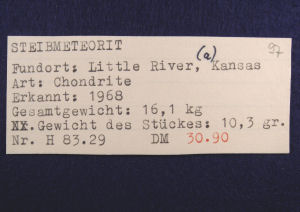 STEIBMETEORIT
97
(a)
Fundort: Little River, Kansas
Art: Chondrite
Erkannt: 1968
Gesamtgewicht: 16,1 kg
XX.Gewicht des Stückes: 10,3 gr.
Nr. H 83.29 DM 30.90